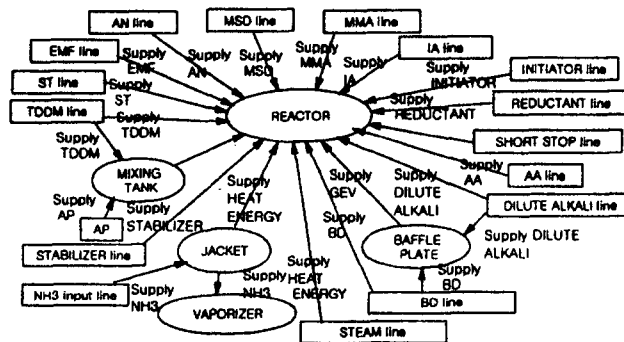 AN line
MSD line
MMA line
EMF line
Supply
AN
Supply
MSD
Supply
MMA
IA line
Supply
EMF
Supply
IA
Supply
INITIATOR
INITIATOR line
ST line
Supply
ST
REACTOR
Supply
REDUCTANT
REDUCTANT line
TDDM line
Supply
TDDM
SHORT STOP line
Supply
TDDM
MIXING
TANK
Supply
HEAT
ENERGY
Supply
GEV
Supply
DILUTE
ALKALI
Supply
AA
AA line
Supply
AP
AP
Supply
STABILIZER
DILUTE ALKALI line
Supply
BD
BAFFLE
PLATE
Supply DILUTE
ALKALI
STABILIZER line
JACKET
Supply
HEAT
ENERGY
Supply
BD
NH3 input line
Supply
NH3
Supply
NH3
VAPORIZER
BD line
STEAM line